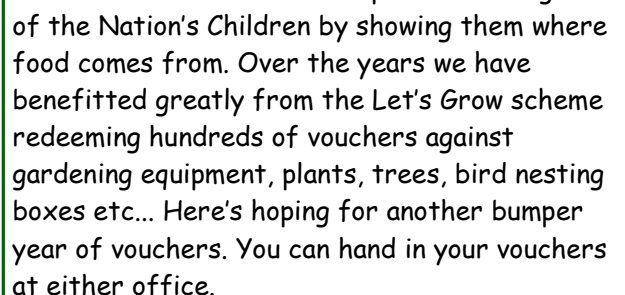 of the Nation's Children by showing them where
food comes from. Over the years we have
benefitted greatly from the Let's Grow scheme
redeeming hundreds of vouchers against
gardening equipment, plants, trees, bird nesting
boxes etc... Here's hoping for another bumper
year of vouchers. You can hand in your vouchers
at either office.